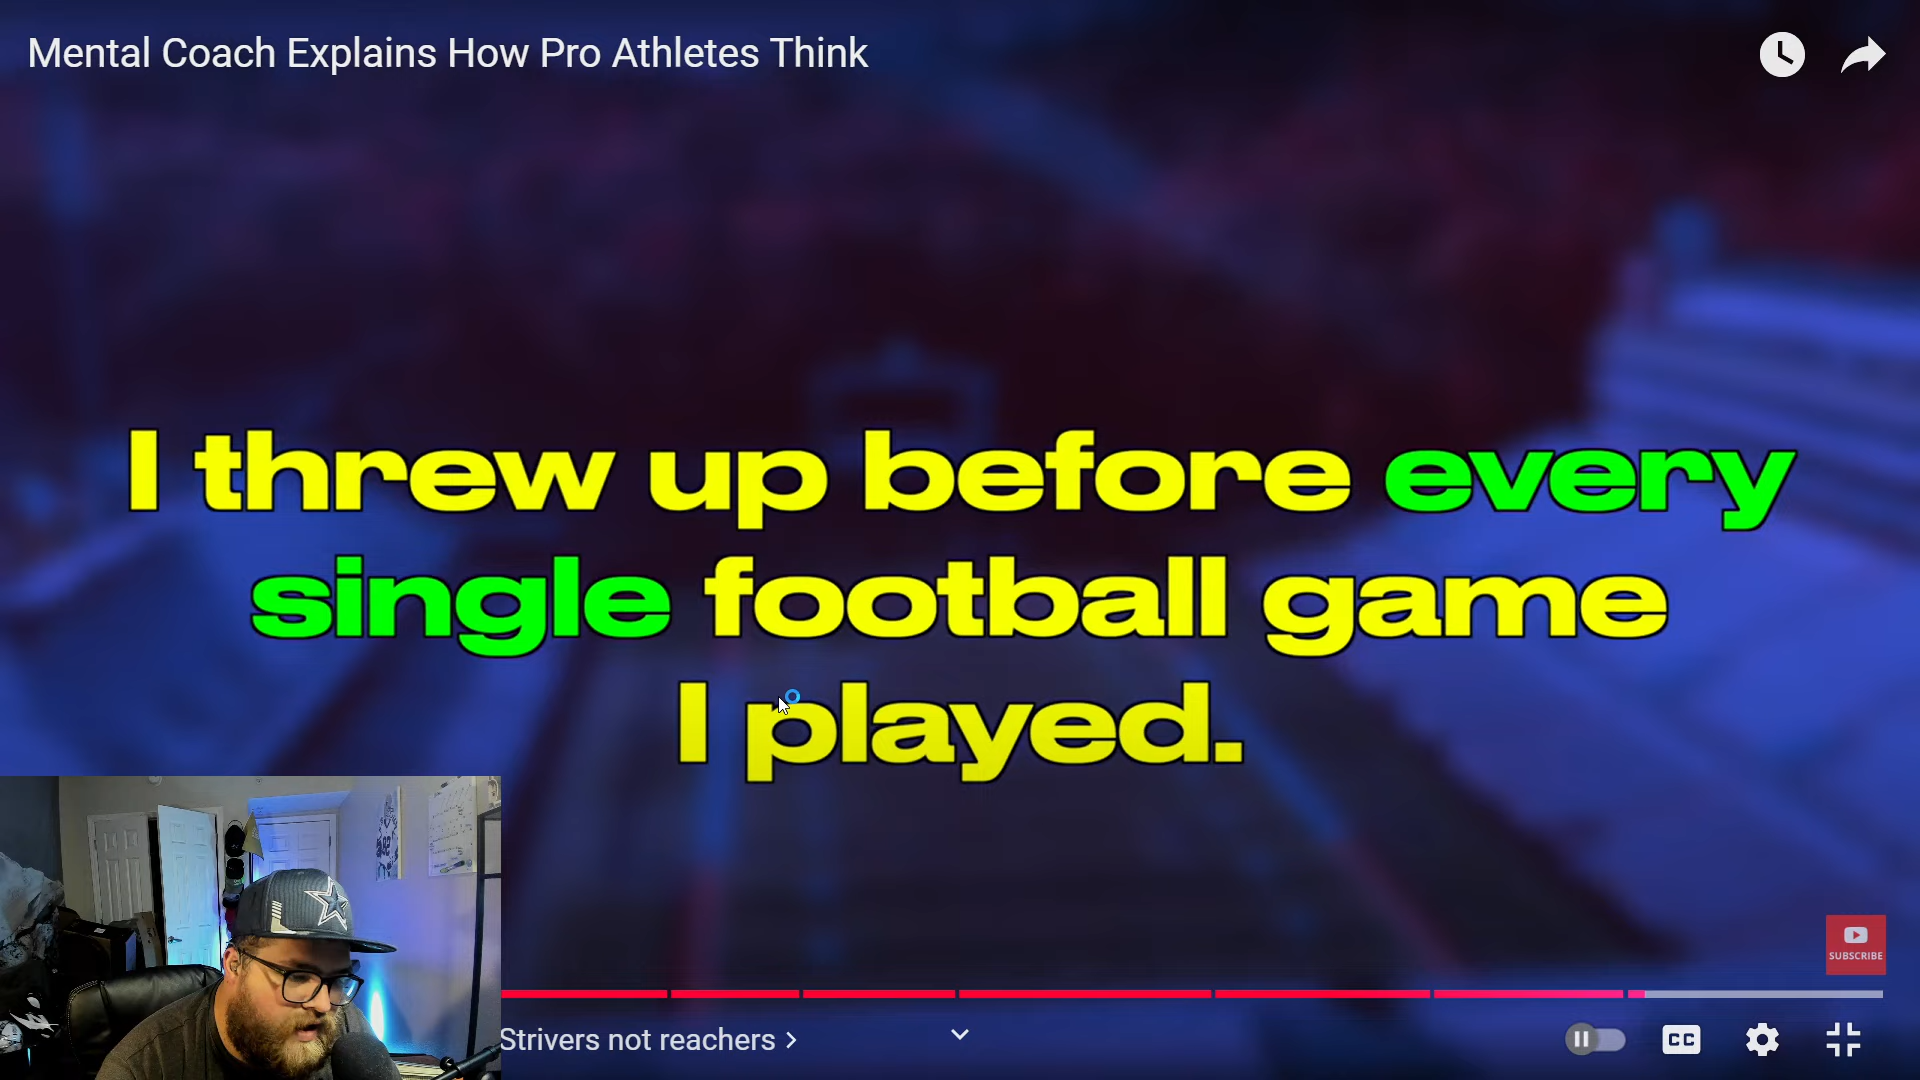 Mental Coach Explains How Pro Athletes Think
I threw up before every
single football game
I played.
SUBSCRIBE
Strivers not reachers
CC